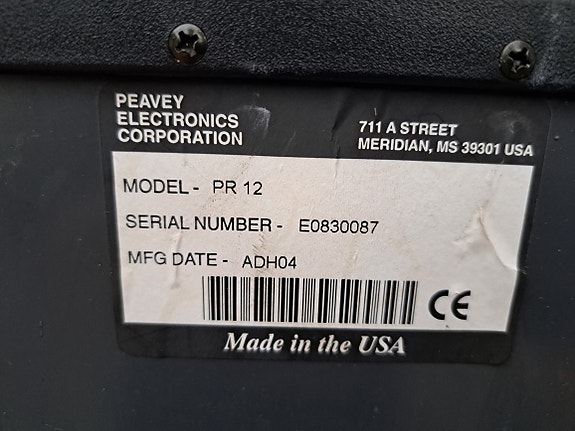 PEAVEY
ELECTRONICS
CORPORATION
711 A STREET
MERIDIAN, MS 39301 USA
MODEL - PR 12
SERIAL NUMBER - E0830087
MFG DATE - ADH04
CE
Made in the USA